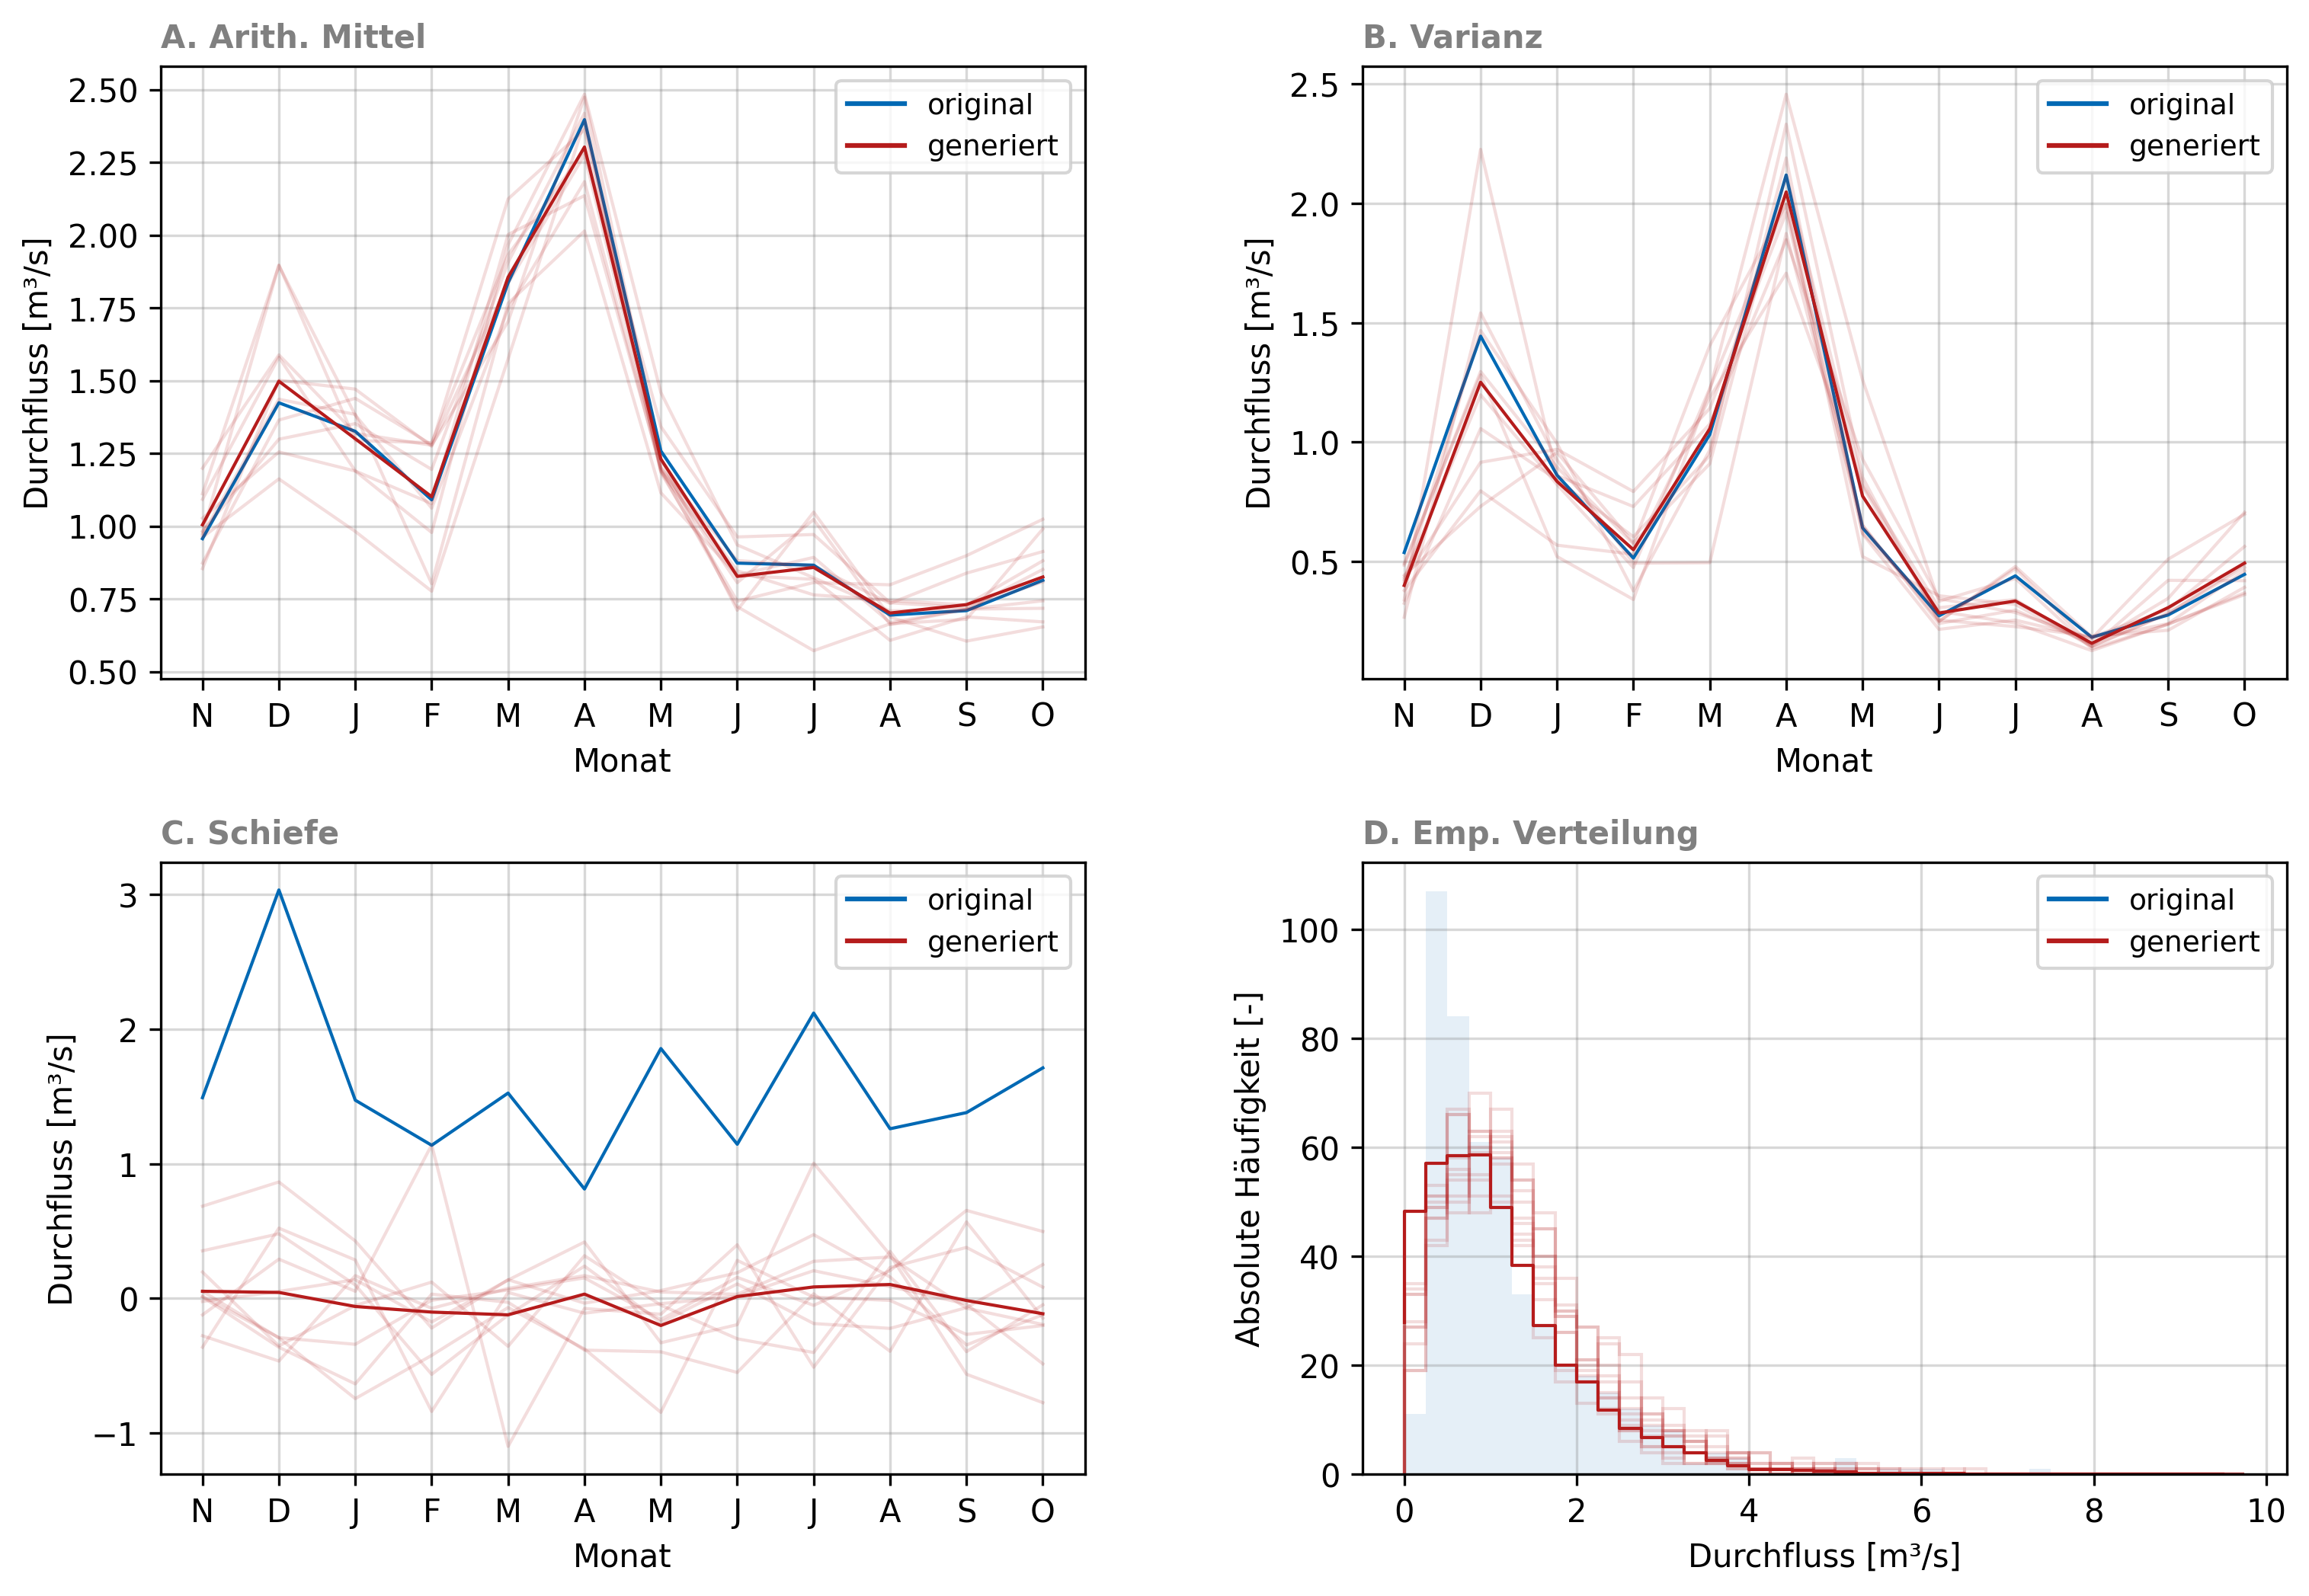 A. Arith. Mittel
2.50
2.25
2.00
1.75
1.50
1.25
1.00
0.75
0.50
Durchfluss [m³/s]
original
generiert
N D J F M A M J J A S O
Monat
B. Varianz
2.5
2.0
1.5
1.0
0.5
Durchfluss [m³/s]
original
generiert
N D J F M A M J J A S O
Monat
C. Schiefe
3
2
1
0
−1
Durchfluss [m³/s]
original
generiert
N D J F M A M J J A S O
Monat
D. Emp. Verteilung
100
80
60
40
20
0
Absolute Häufigkeit [-]
original
generiert
0 2 4 6 8 10
Durchfluss [m³/s]